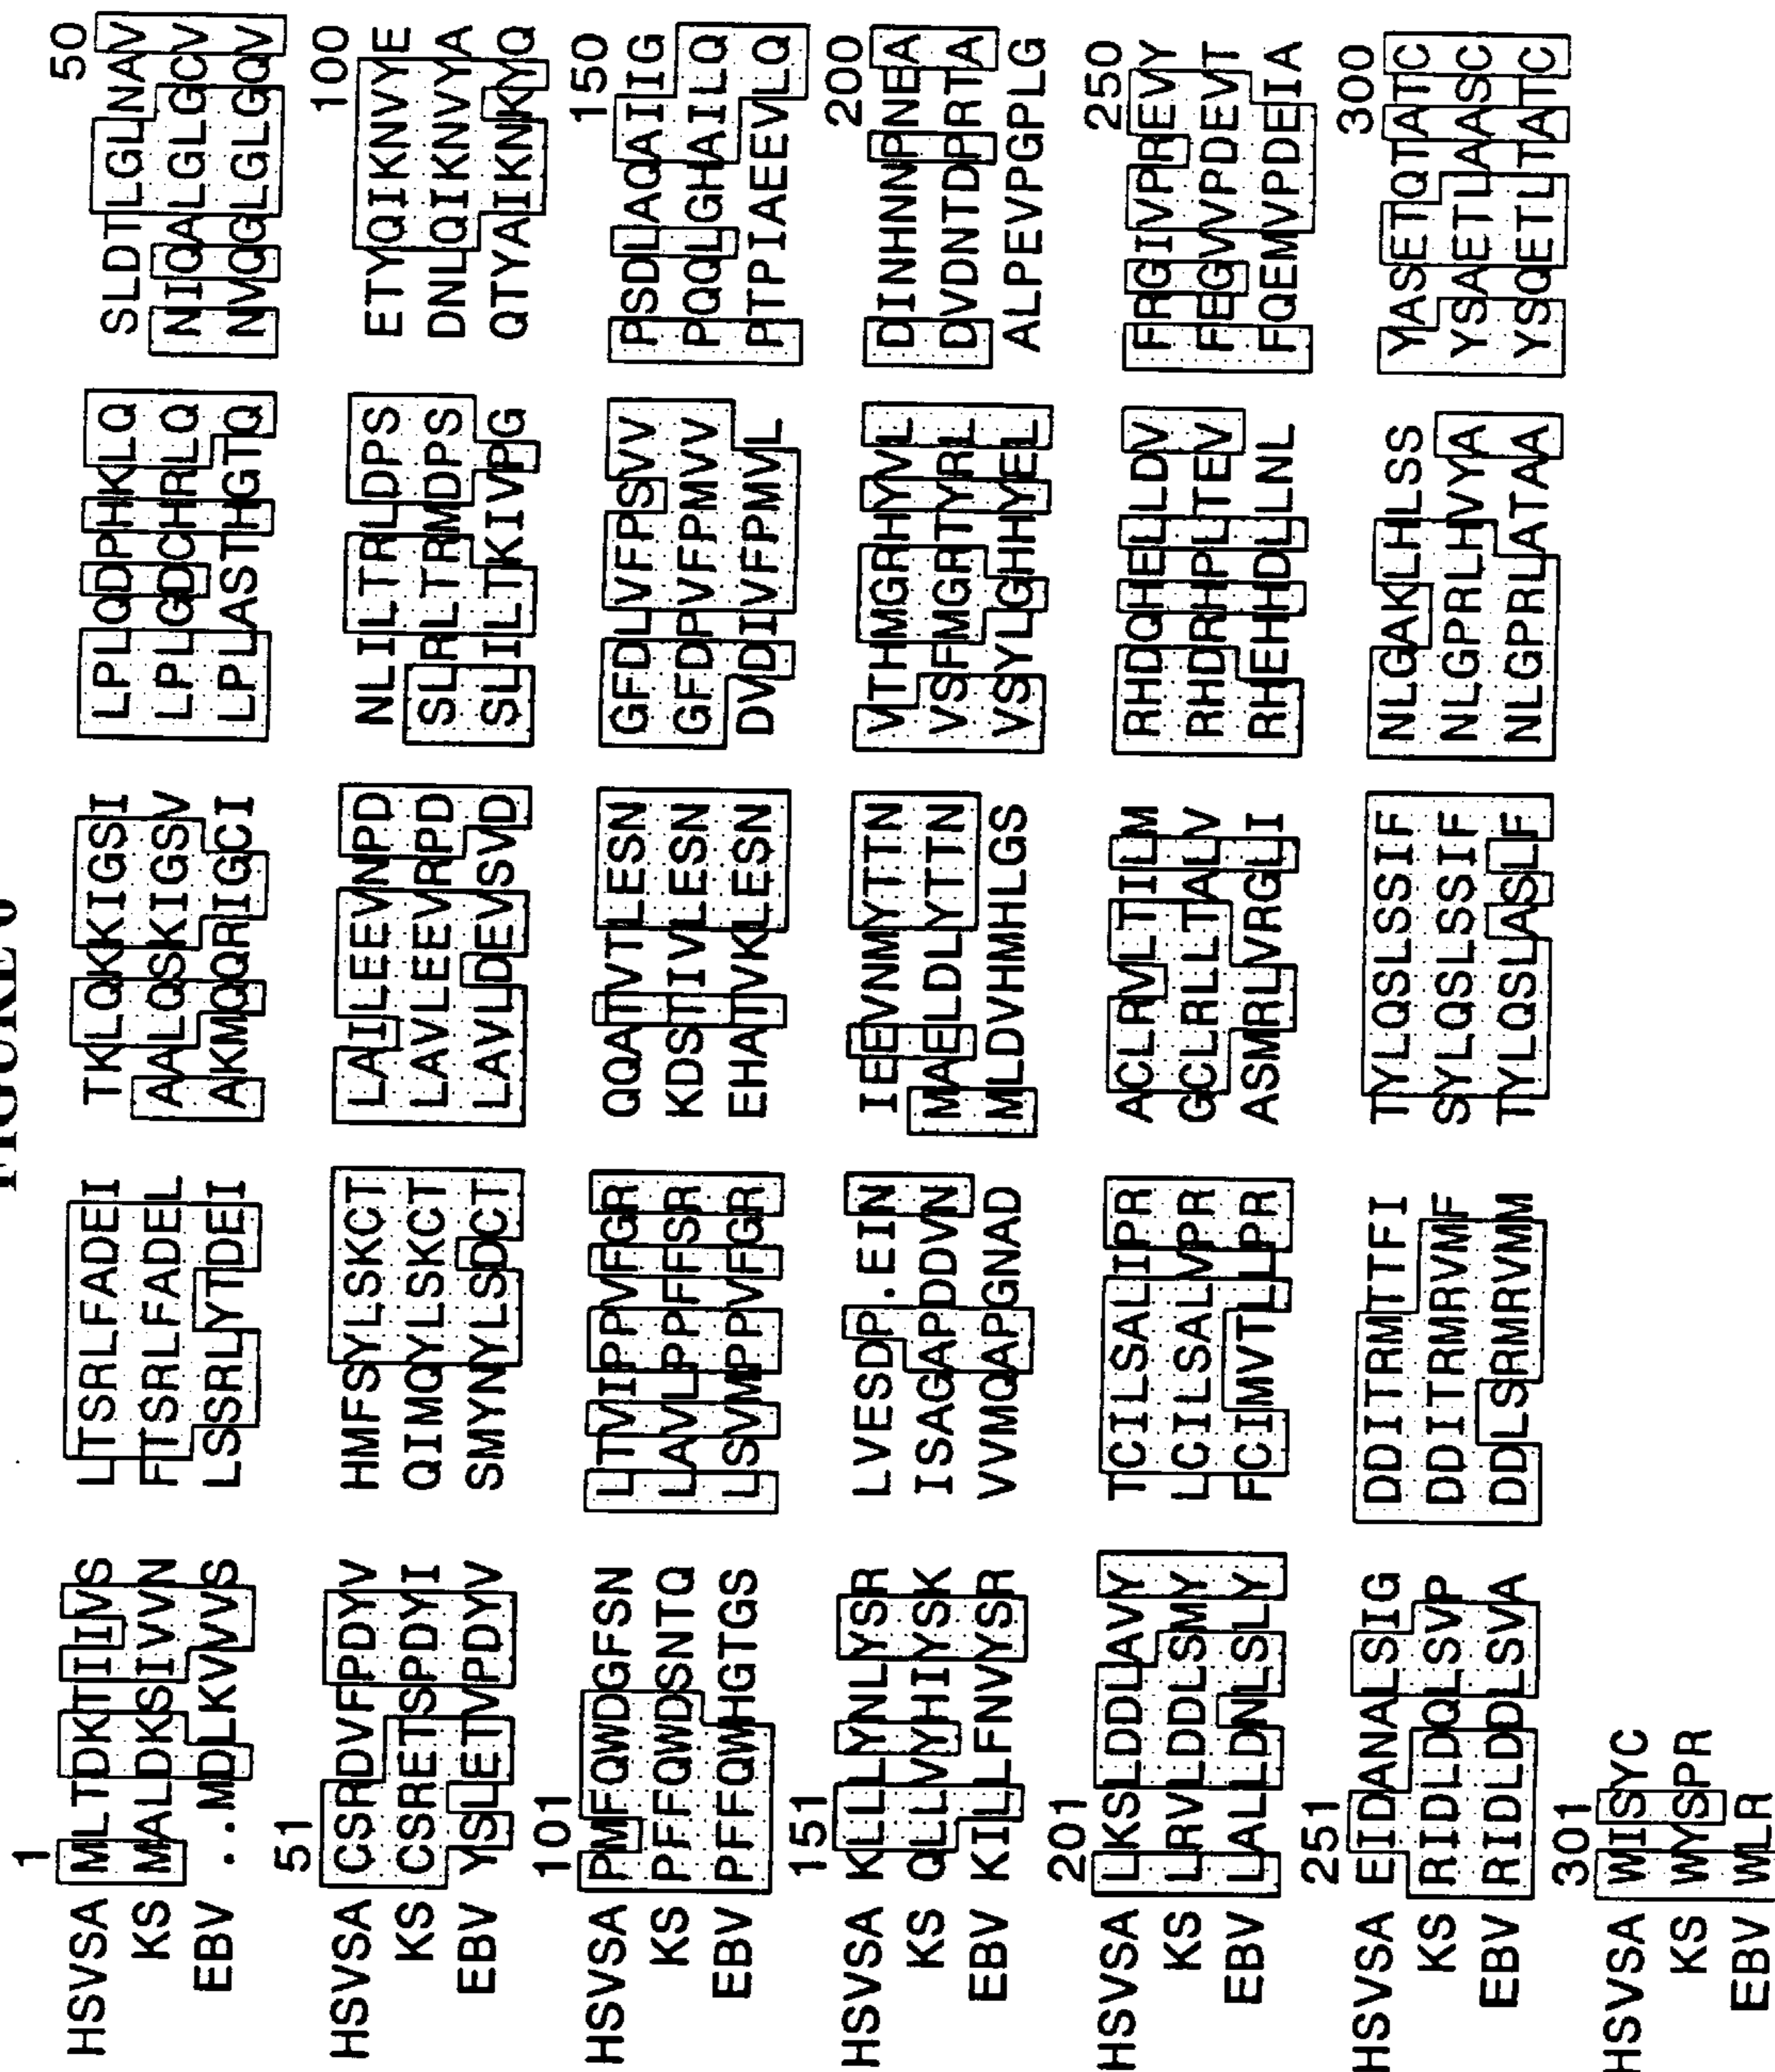 FIGURE 6
1 50
HSVSA MLTDKTIIVS LTSRLFADEI TKLQKKIGSI LPLQDPHKLQ SLDTLGLNAV
KS MALDKSIVVN FTSRLFADEL AALQSKIGSV LPLGDCHRLQ NIQALGLGCV
EBV ..MDLKVVVS LSSRLYTDEI AKMQQRIGCI LPLASTHGTQ NVQGLGLGQV
51 100
HSVSA CSRDVFPDYV HMFSYLSKCT LAILEEVNPD NLILTRLDPS ETYQIKNVYE
KS CSRETSPDYI QIMQYLSKCT LAVLEEVRPD SLRLTRMDPS DNLQIKNVYA
EBV YSLETVPDYV SMYNYLSDCT LAVLDEVSVD SLILTKIVPG QTYAIKNKYQ
101 150
HSVSA PMFQWDGFSN LTVIPPVFGR QQATVTLESN GFDLVFPSVV PSDLAQAIIG
KS PFFQWDSNTQ LAVLPPFFSR KDSTIVLESN GFDPVFPMVV PQQLGHAILQ
EBV PFFQWHGTGS LSVMPPVFGR EHATVKLESN DVDIVFPMVL PTPIAEEVLQ
151 200
HSVSA KLLLYNLYSR LVESDP.EIN IEEVNMYTTN VTHMGRHYVL DINHNNPNEA
KS QLLVYHIYSK ISAGAPDDVN MAELDLYTTN VSFMGRTYRL DVDNTDPRTA
EBV KILLFNVYSR VVMQAPGNAD MLDVHMHLGS VSYLGHHYEL ALPEVPGPLG
201 250
HSVSA LKSLDDLAVY TCILSALIPR ACLRVLTILM RHDQHELLDV FRGIVPREVY
KS LRVLDDLSMY LCILSALVPR GCLRLLTALV RHDRHPLTEV FEGVVPDEVT
EBV LALLDNLSLY FCIMVTLLPR ASMRLVRGLI RHEHHDLLNL FQEMVPDEIA
251 300
HSVSA EIDANALSIG DDITRMTTFI TYLQSLSSIF NLGAKLHLSS YASETQTATC
KS RIDLDQLSVP DDITRMRVMF SYLQSLSSIF NLGPRLHVYA YSAETLAASC
EBV RIDLDDLSVA DDLSRMRVMM TYLQSLASLF NLGPRLATAA YSQETLTATC
301
HSVSA WISYC
KS WYSPR
EBV WLR